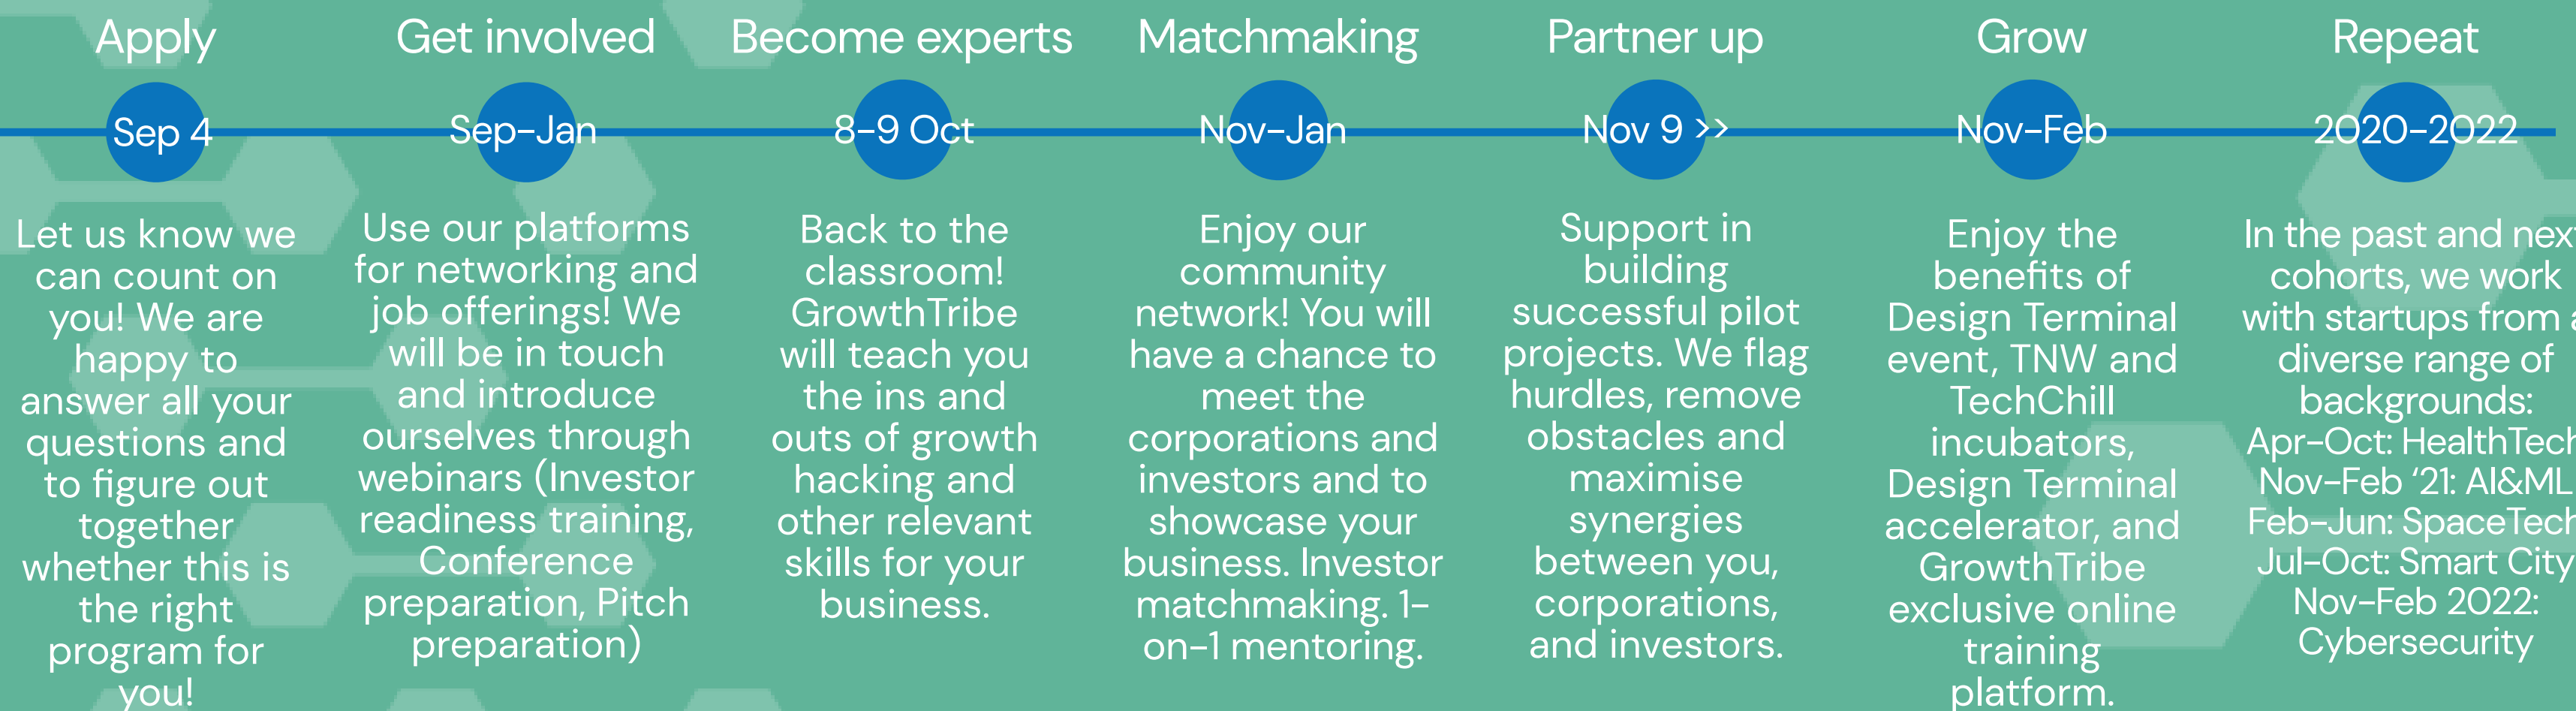 Apply
Sep 4
Let us know we
can count on
you! We are
happy to
answer all your
questions and
to figure out
together
whether this is
the right
program for
you!
Get involved
Sep-Jan
Use our platforms
for networking and
job offerings! We
will be in touch
and introduce
ourselves through
webinars (Investor
readiness training,
Conference
preparation, Pitch
preparation)
Become experts
8-9 Oct
Back to the
classroom!
GrowthTribe
will teach you
the ins and
outs of growth
hacking and
other relevant
skills for your
business.
Matchmaking
Nov-Jan
Enjoy our
community
network! You will
have a chance to
meet the
corporations and
investors and to
showcase your
business. Investor
matchmaking. 1-
on-1 mentoring.
Partner up
Nov 9 >>
Support in
building
successful pilot
projects. We flag
hurdles, remove
obstacles and
maximise
synergies
between you,
corporations,
and investors.
Grow
Nov-Feb
Enjoy the
benefits of
Design Terminal
event, TNW and
TechChill
incubators,
Design Terminal
accelerator, and
GrowthTribe
exclusive online
training
platform.
Repeat
2020-2022
In the past and next
cohorts, we work
with startups from a
diverse range of
backgrounds:
Apr-Oct: HealthTech
Nov-Feb ‘21: AI&ML
Feb-Jun: SpaceTech
Jul-Oct: Smart City
Nov-Feb 2022:
Cybersecurity